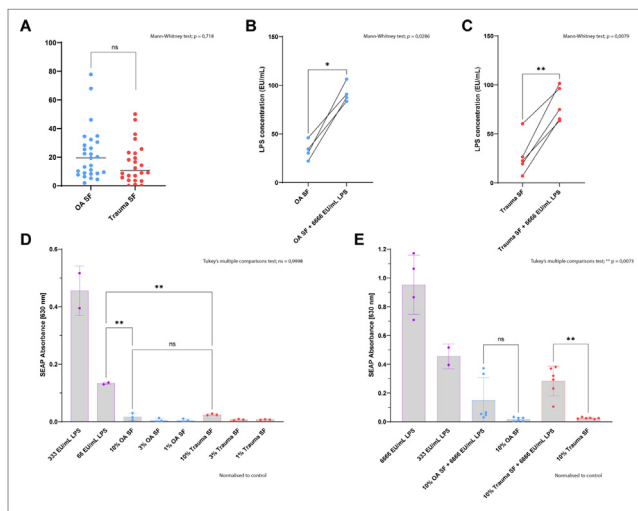 A
Mann-Whitney test; p = 0,718
ns
100
80
60
40
20
0
OA SF
Trauma SF
B
Mann-Whitney test; p = 0,0286
*
LPS concentration (EU/mL)
150
100
50
0
OA SF
OA SF + 6666 EU/mL LPS
C
Mann-Whitney test; p = 0,0079
**
LPS concentration (EU/mL)
150
100
50
0
Trauma SF
Trauma SF + 6666 EU/mL LPS
D
Tukey's multiple comparisons test; ns = 0,9998
SEAP Absorbance [630 nm]
0.6
0.4
0.2
0.0
**
**
ns
333 EU/mL LPS
66 EU/mL LPS
10% OA SF
3% OA SF
1% OA SF
10% Trauma SF
3% Trauma SF
1% Trauma SF
Normalised to control
E
Tukey's multiple comparisons test; ** p = 0,0073
SEAP Absorbance [630 nm]
1.2
1.0
0.8
0.6
0.4
0.2
0.0
ns
**
6666 EU/mL LPS
333 EU/mL LPS
10% OA SF + 6666 EU/mL LPS
10% OA SF
10% Trauma SF + 6666 EU/mL LPS
10% Trauma SF
Normalised to control